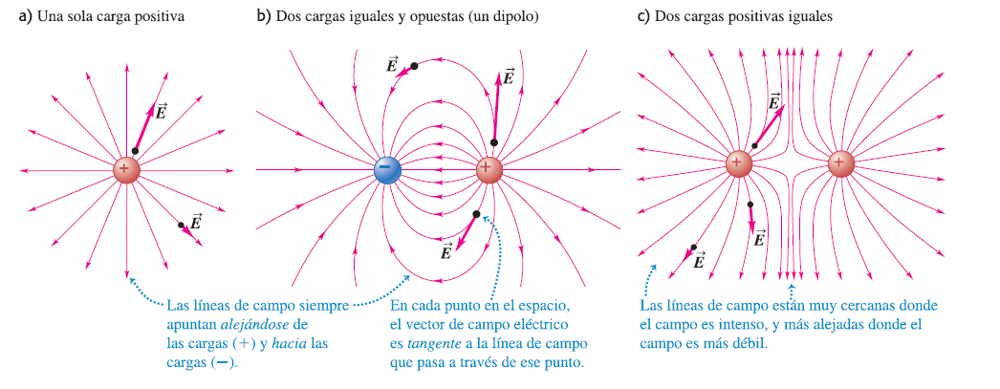 a) Una sola carga positiva
b) Dos cargas iguales y opuestas (un dipolo)
c) Dos cargas positivas iguales
E
E
+
E
E
E
−
+
E
E
E
+
+
Las líneas de campo siempre
apuntan alejándose de
las cargas (+) y hacia las
cargas (−).
En cada punto en el espacio,
el vector de campo eléctrico
es tangente a la línea de campo
que pasa a través de ese punto.
Las líneas de campo están muy cercanas donde
el campo es intenso, y más alejadas donde el
campo es más débil.